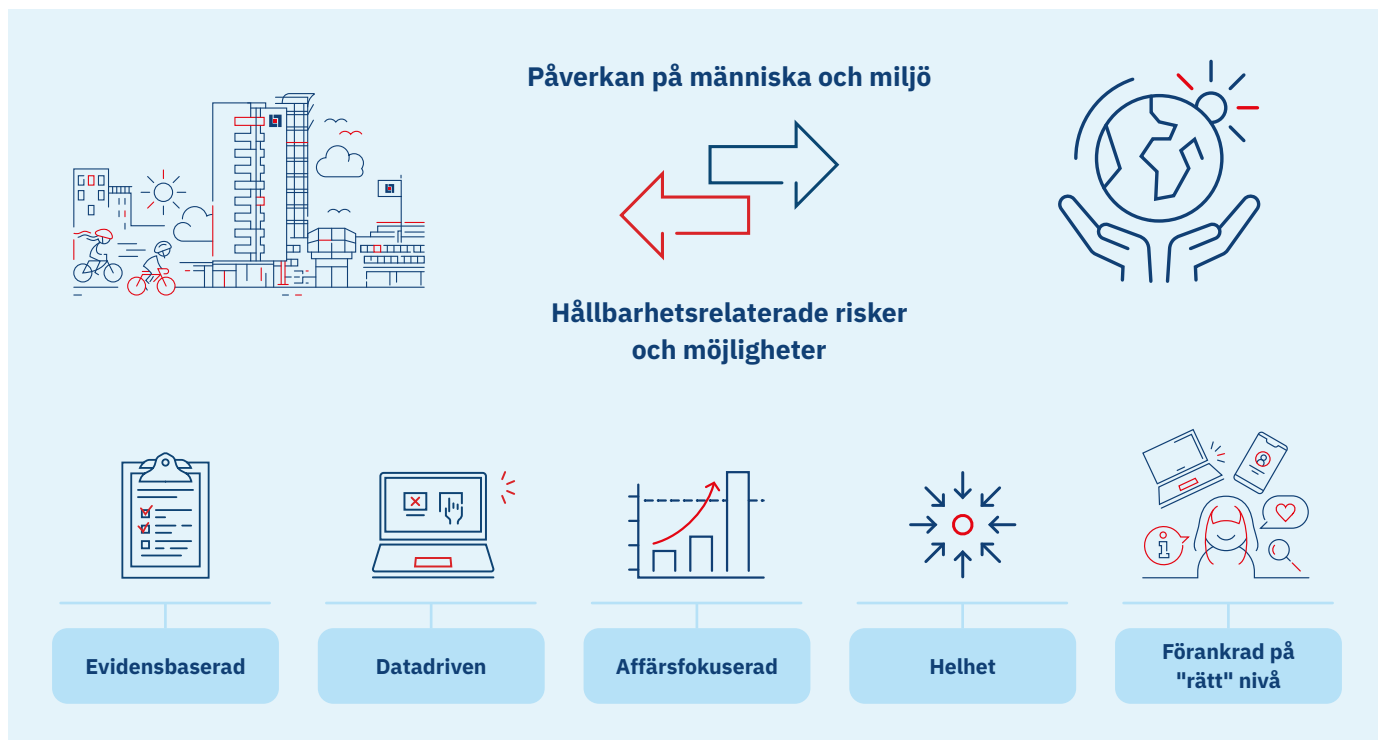 Påverkan på människa och miljö
Hållbarhetsrelaterade risker
och möjligheter
Evidensbaserad
Datadriven
Affärsfokuserad
Helhet
Förankrad på
"rätt" nivå